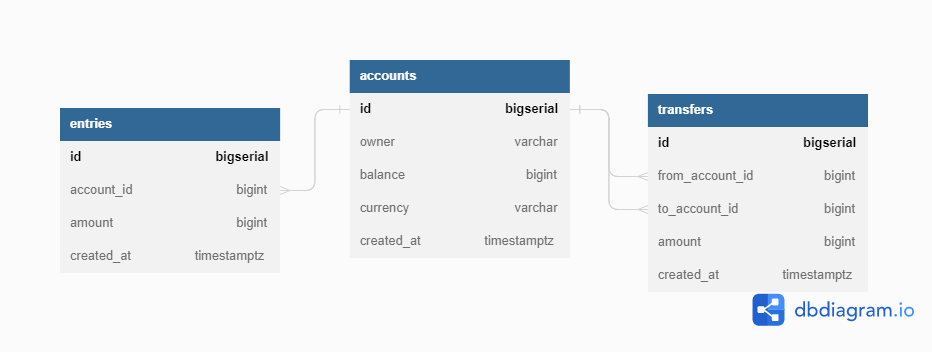 entries
id bigserial
account_id bigint
amount bigint
created_at timestamptz
accounts
id bigserial
owner varchar
balance bigint
currency varchar
created_at timestamptz
transfers
id bigserial
from_account_id bigint
to_account_id bigint
amount bigint
created_at timestamptz
dbdiagram.io